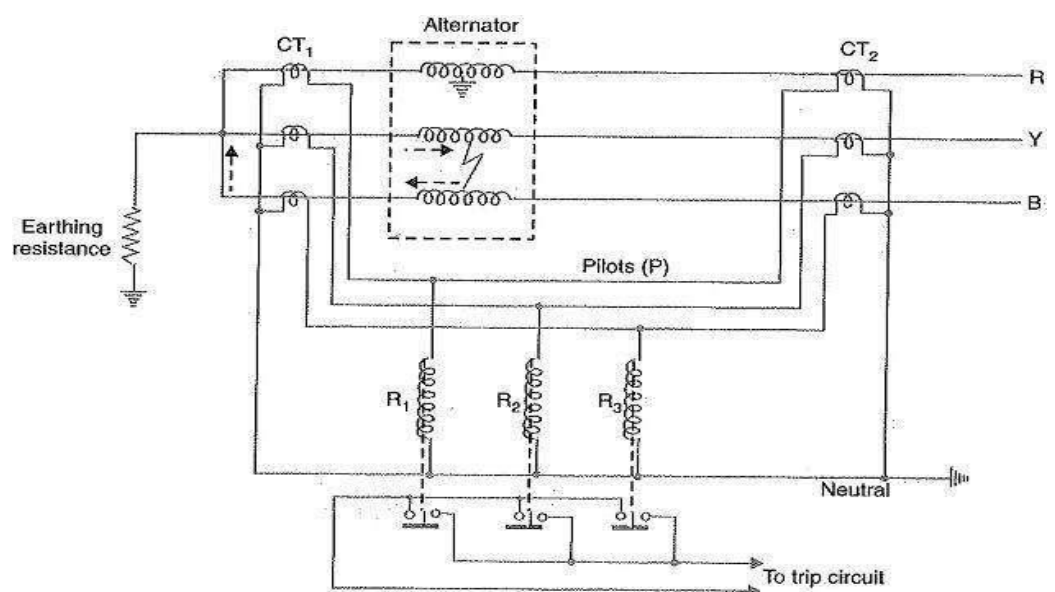 Alternator
CT₁
CT₂
R
Y
B
Earthing
resistance
Pilots (P)
R₁
R₂
R₃
Neutral
To trip circuit